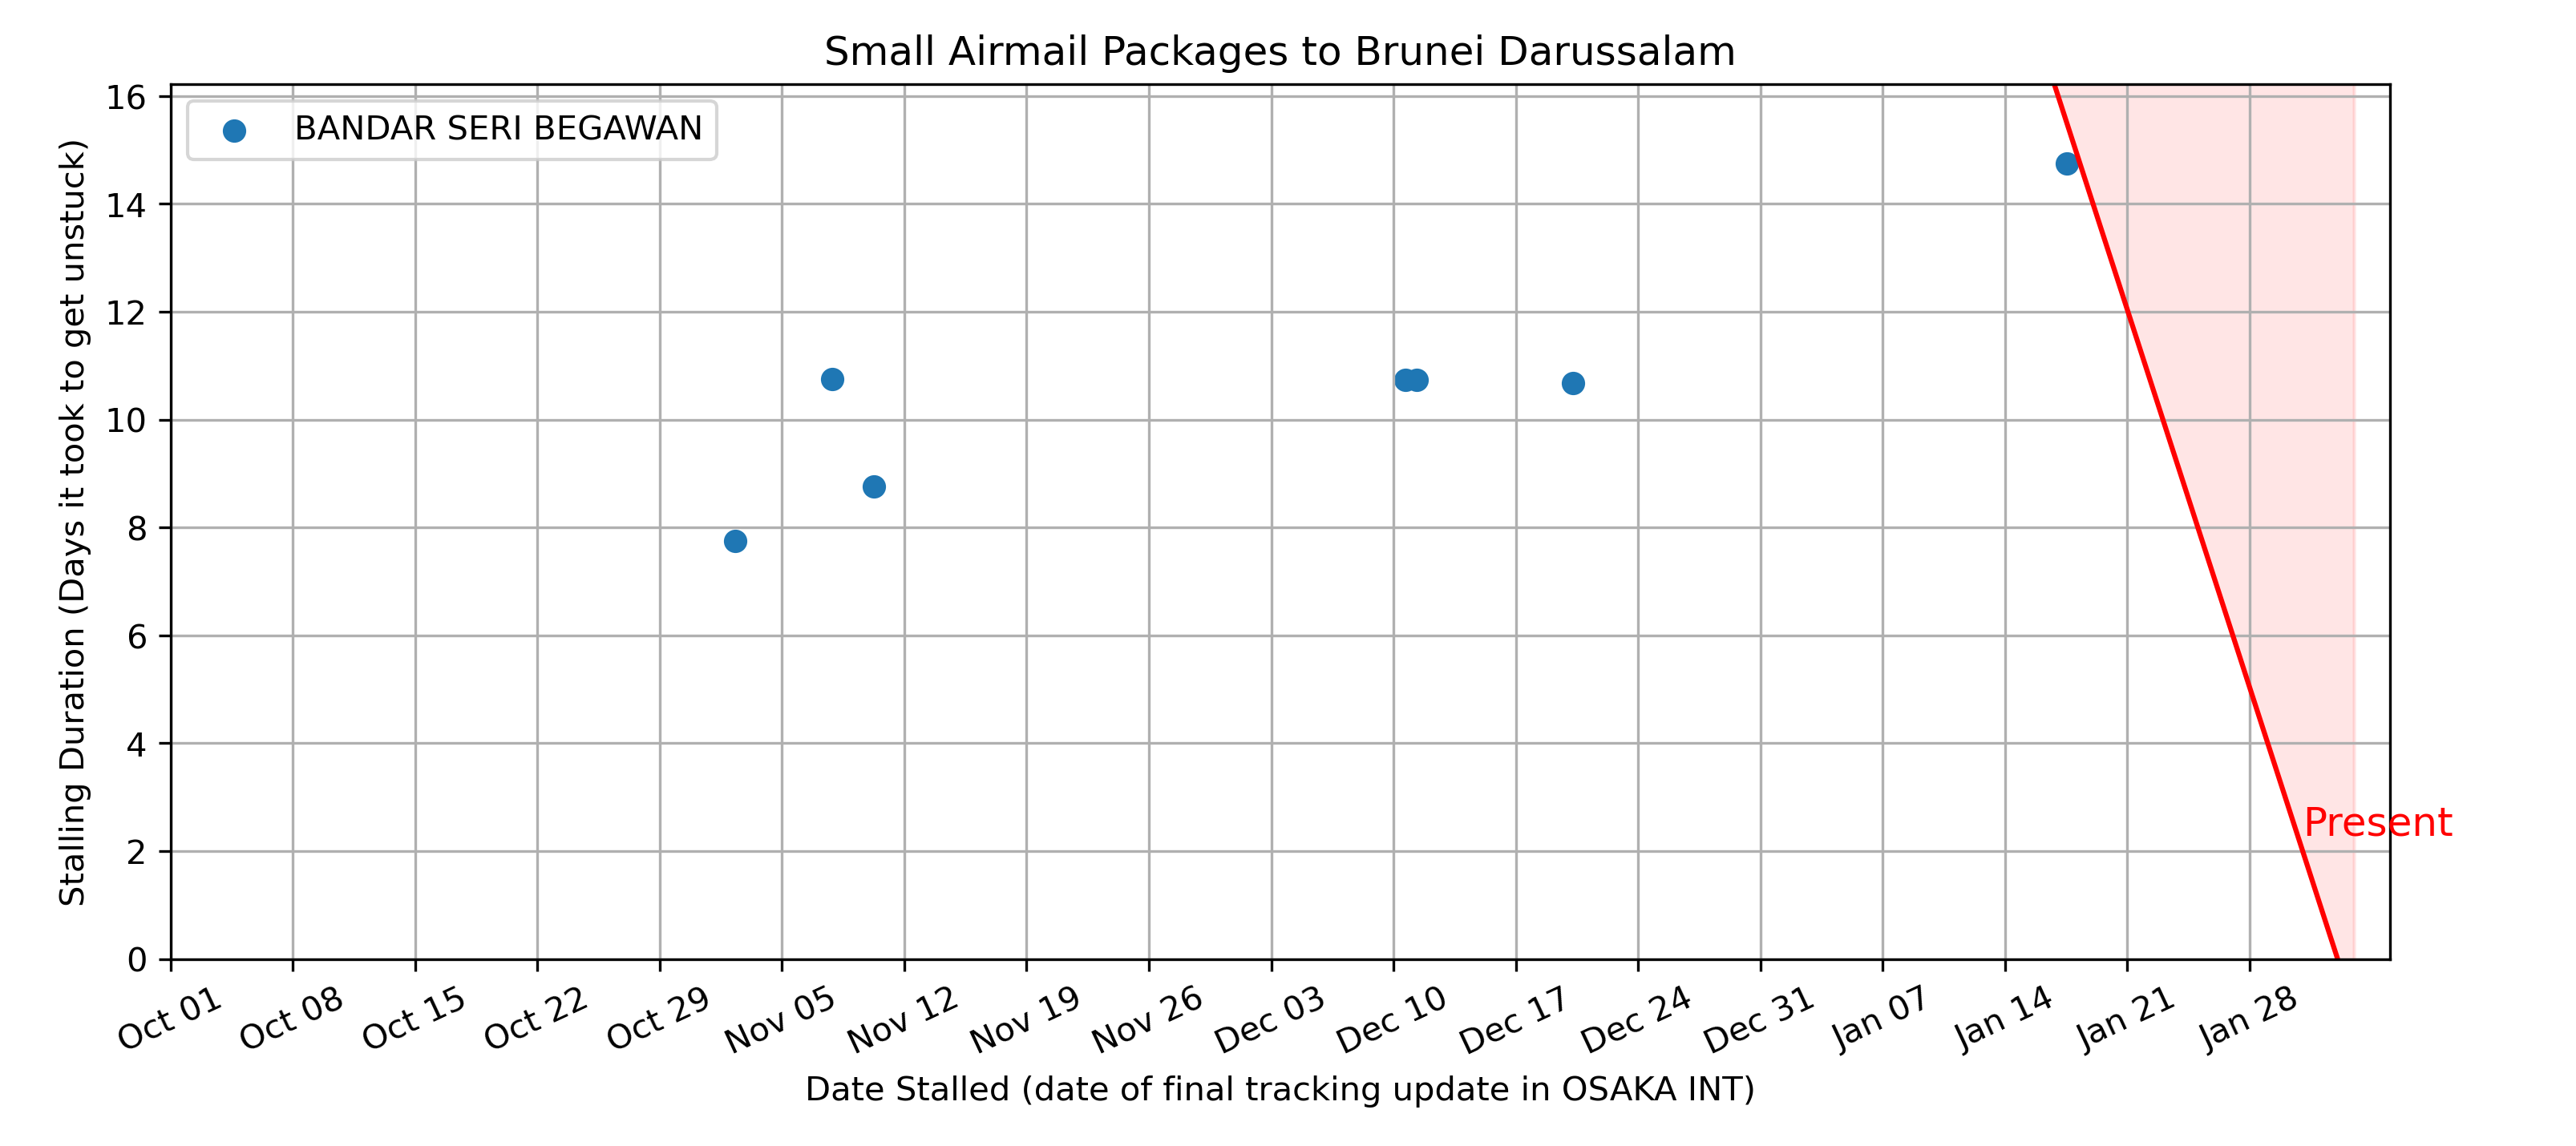 Small Airmail Packages to Brunei Darussalam
BANDAR SERI BEGAWAN
Stalling Duration (Days it took to get unstuck)
16
14
12
10
8
6
4
2
0
Present
Oct 01
Oct 08
Oct 15
Oct 22
Oct 29
Nov 05
Nov 12
Nov 19
Nov 26
Dec 03
Dec 10
Dec 17
Dec 24
Dec 31
Jan 07
Jan 14
Jan 21
Jan 28
Date Stalled (date of final tracking update in OSAKA INT)